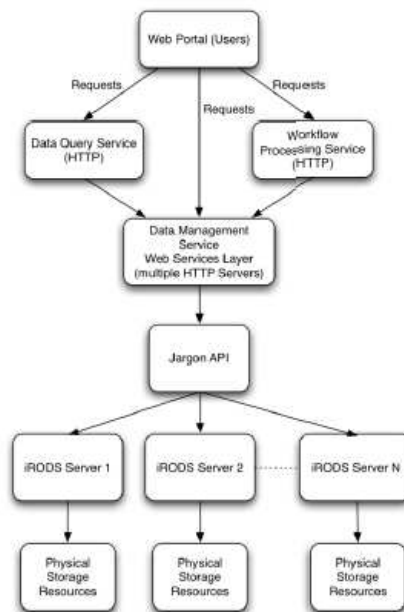 Web Portal (Users)
Requests
Requests
Requests
Data Query Service
(HTTP)
Workflow
Processing Service
(HTTP)
Data Management
Service
Web Services Layer
(multiple HTTP Servers)
Jargon API
iRODS Server 1
iRODS Server 2
iRODS Server N
Physical
Storage
Resources
Physical
Storage
Resources
Physical
Storage
Resources